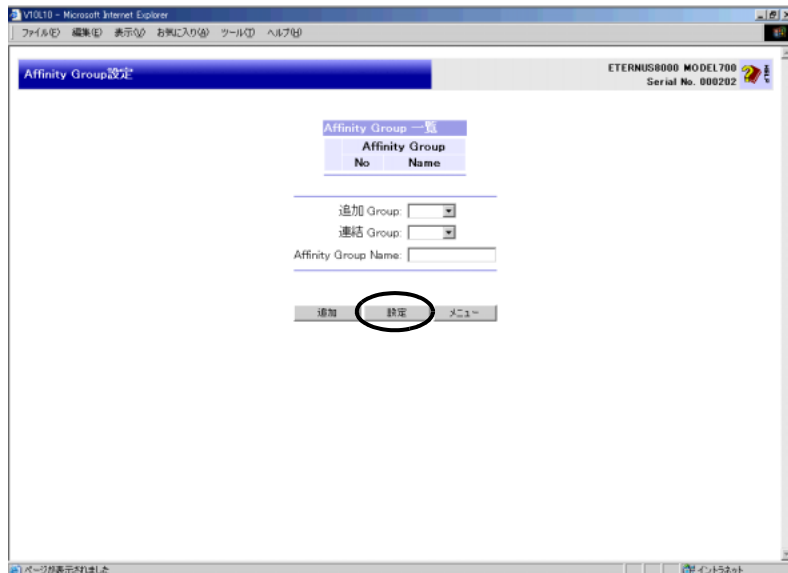 V10L10 - Microsoft Internet Explorer
ファイル(F) 編集(E) 表示(V) お気に入り(A) ツール(T) ヘルプ(H)
Affinity Group設定
ETERNUS8000 MODEL700
Serial No. 000202
HELP
Affinity Group 一覧
Affinity Group
No Name
追加 Group:
連結 Group:
Affinity Group Name:
追加 設定 メニュー
ページが表示されました
イントラネット